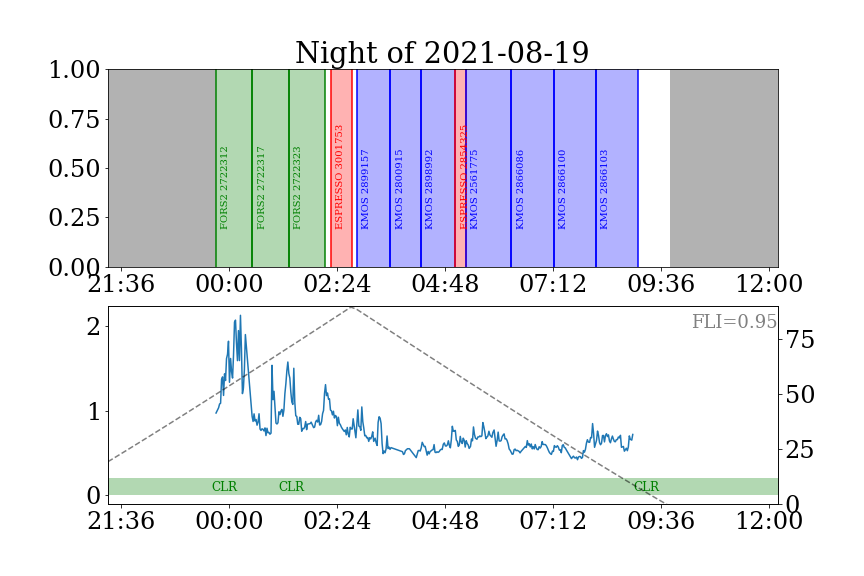 Night of 2021-08-19
1.00
0.75
0.50
0.25
0.00
FORS2 2722312
FORS2 2722317
FORS2 2722323
ESPRESSO 3001753
KMOS 2899157
KMOS 2800915
KMOS 2898992
ESPRESSO 2854325
KMOS 2561775
KMOS 2866086
KMOS 2866100
KMOS 2866103
21:36 00:00 02:24 04:48 07:12 09:36 12:00
FLI=0.95
2
1
0
75
50
25
0
CLR CLR CLR
21:36 00:00 02:24 04:48 07:12 09:36 12:00